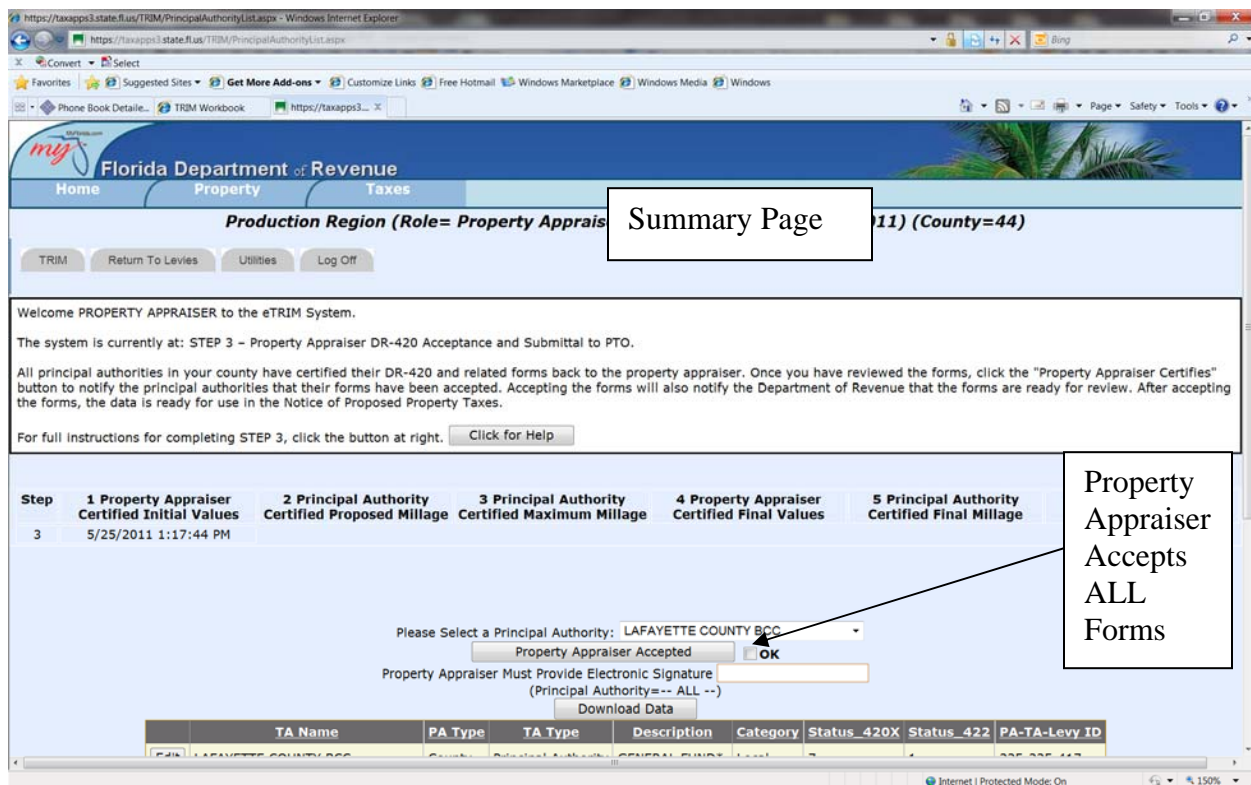 https://taxapps3.state.fl.us/TRIM/PrincipalAuthorityList.aspx - Windows Internet Explorer
https://taxapps3.state.fl.us/TRIM/PrincipalAuthorityList.aspx
Bing
x Convert Select
Favorites Suggested Sites Get More Add-ons Customize Links Free Hotmail Windows Marketplace Windows Media Windows
Phone Book Detaile... TRIM Workbook https://taxapps3... X
Page Safety Tools
my
Florida Department of Revenue
Home Property Taxes
Production Region (Role= Property Apprais
Summary Page
011) (County=44)
TRIM Return To Levies Utilities Log Off
Welcome PROPERTY APPRAISER to the eTRIM System.
The system is currently at: STEP 3 – Property Appraiser DR-420 Acceptance and Submittal to PTO.
All principal authorities in your county have certified their DR-420 and related forms back to the property appraiser. Once you have reviewed the forms, click the "Property Appraiser Certifies"
button to notify the principal authorities that their forms have been accepted. Accepting the forms will also notify the Department of Revenue that the forms are ready for review. After accepting
the forms, the data is ready for use in the Notice of Proposed Property Taxes.
For full instructions for completing STEP 3, click the button at right. Click for Help
Step 1 Property Appraiser 2 Principal Authority 3 Principal Authority 4 Property Appraiser 5 Principal Authority
Certified Initial Values Certified Proposed Millage Certified Maximum Millage Certified Final Values Certified Final Millage
3 5/25/2011 1:17:44 PM
Property
Appraiser
Accepts
ALL
Forms
Please Select a Principal Authority: LAFAYETTE COUNTY BCC
Property Appraiser Accepted OK
Property Appraiser Must Provide Electronic Signature
(Principal Authority=-- ALL --)
Download Data
TA Name PA Type TA Type Description Category Status_420X Status_422 PA-TA-Levy ID
Edit LAFAYETTE COUNTY BCC County Principal Authority GENERAL FUND* Local
Internet | Protected Mode: On 150%